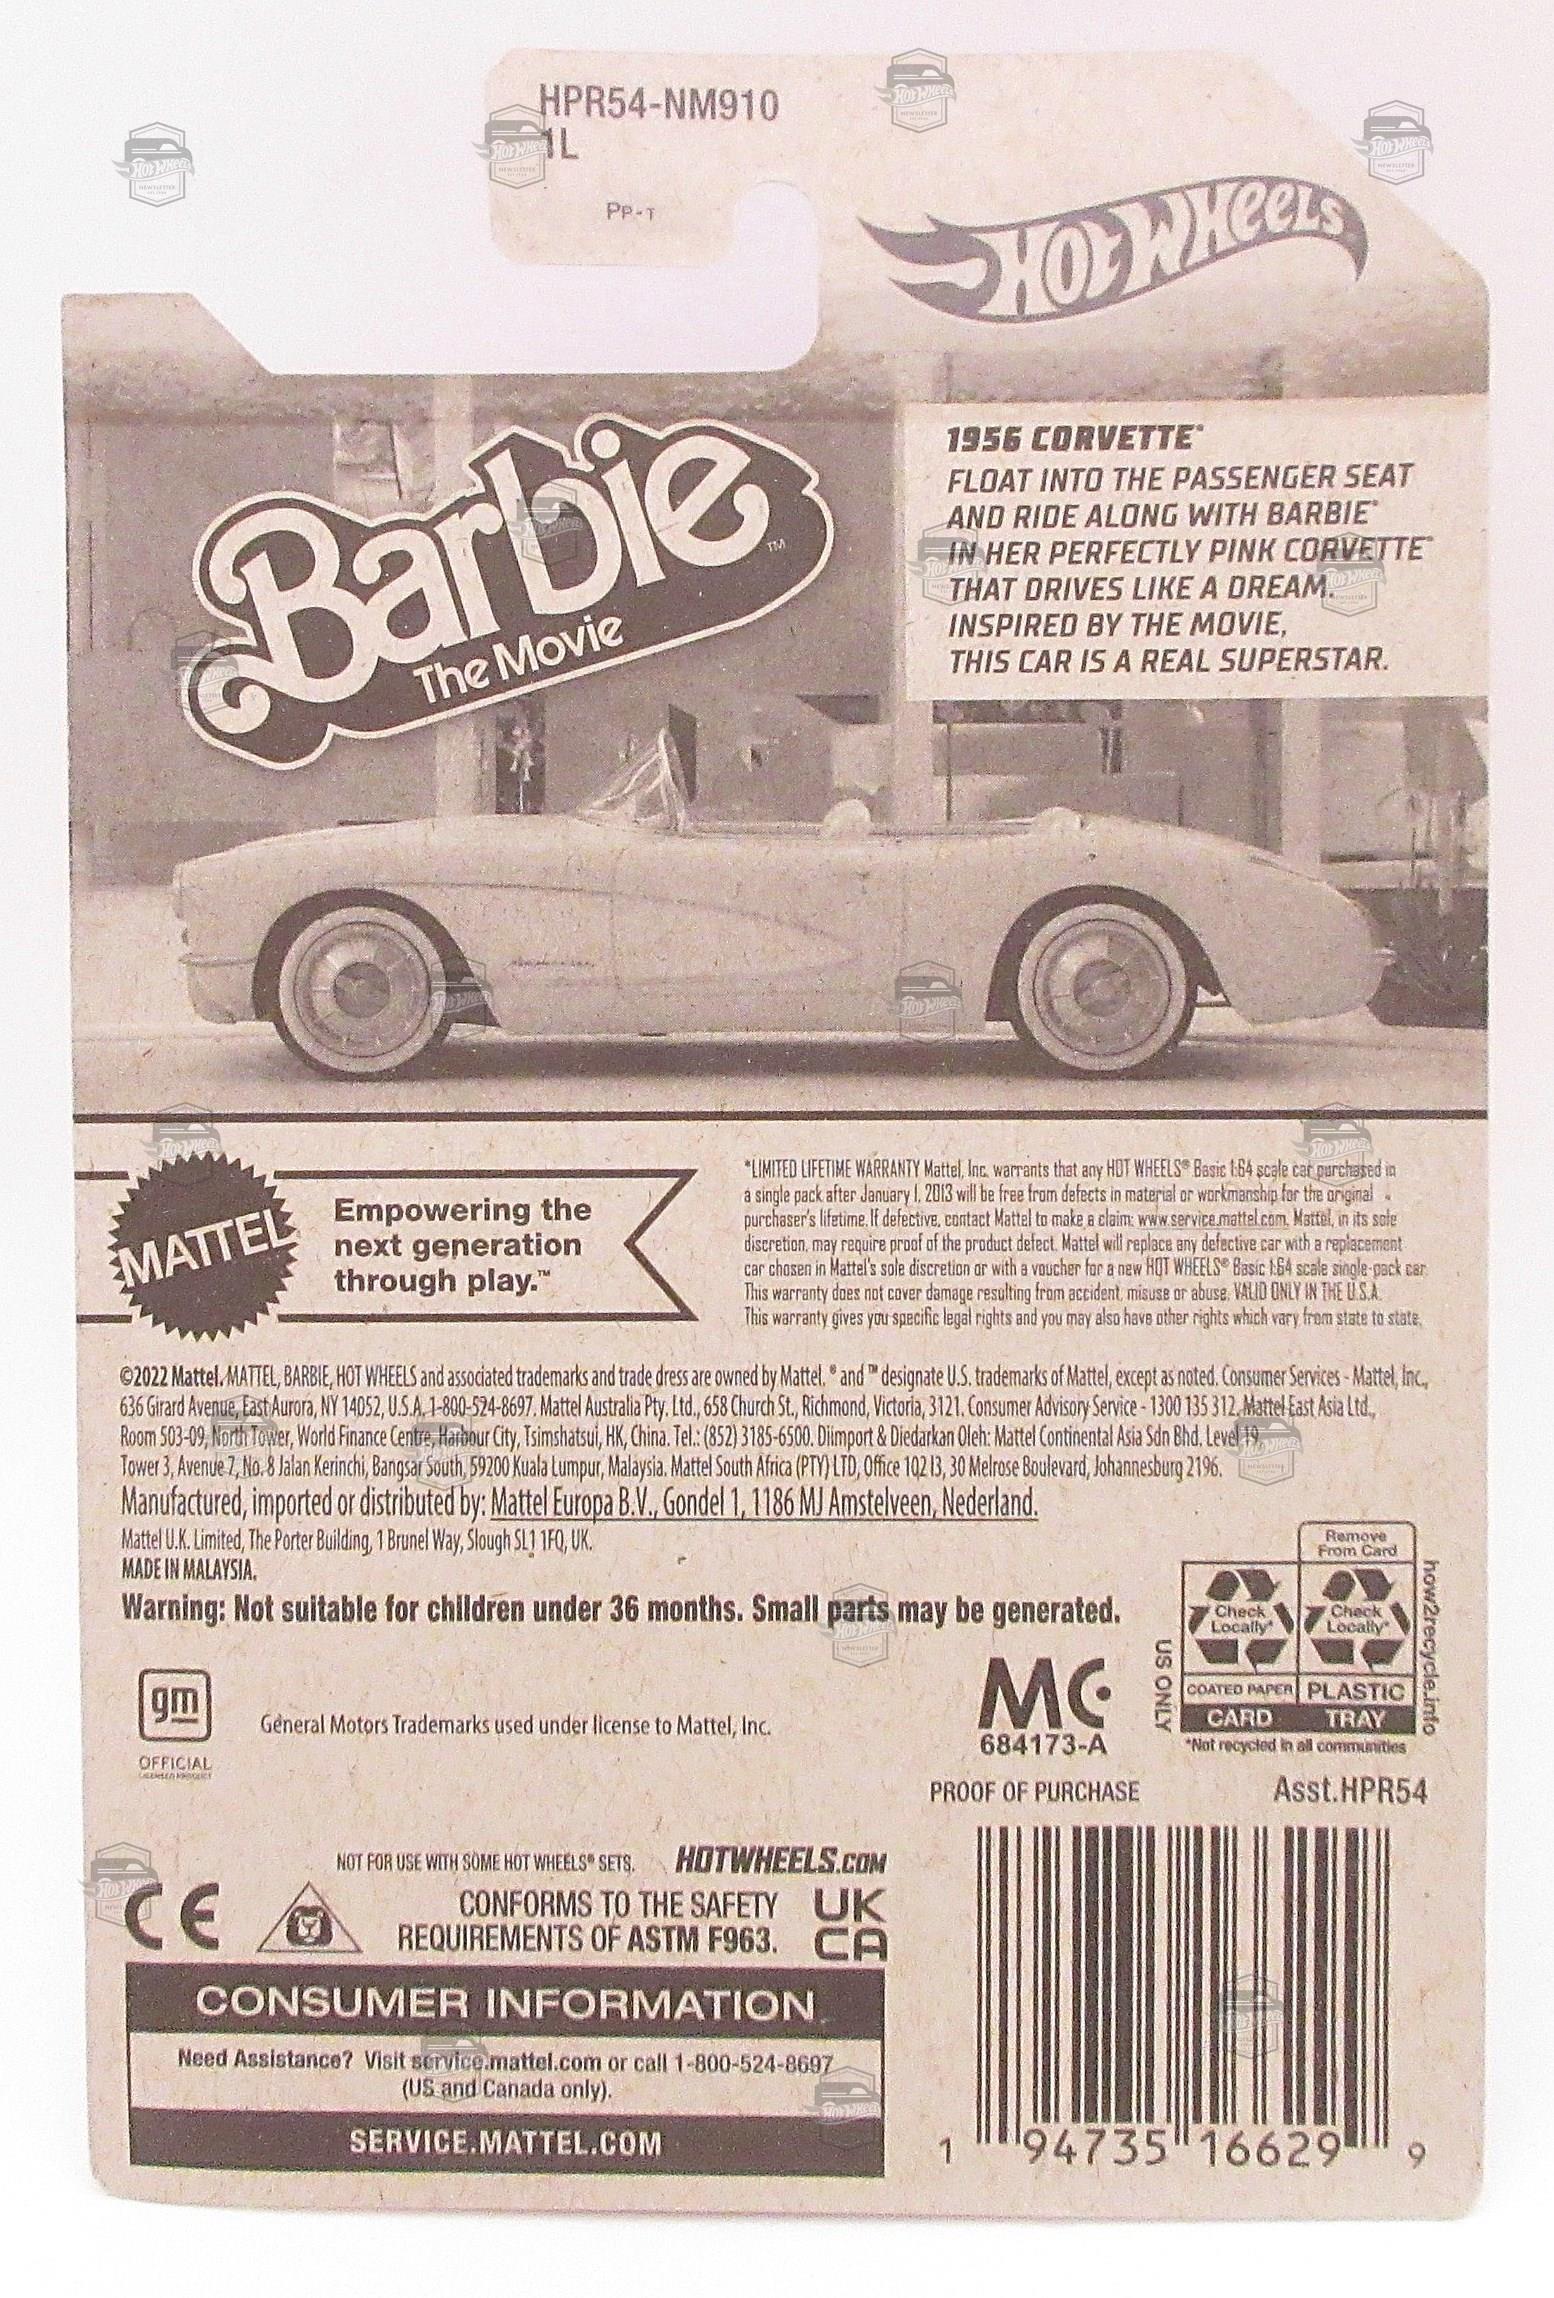 HPR54-NM910
1L
PP-T
HOT WHEELS
Barbie™
The Movie
1956 CORVETTE®
FLOAT INTO THE PASSENGER SEAT
AND RIDE ALONG WITH BARBIE®
IN HER PERFECTLY PINK CORVETTE®
THAT DRIVES LIKE A DREAM.
INSPIRED BY THE MOVIE,
THIS CAR IS A REAL SUPERSTAR.
MATTEL
Empowering the
next generation
through play.™
*LIMITED LIFETIME WARRANTY Mattel, Inc. warrants that any HOT WHEELS® Basic 1:64 scale car purchased in
a single pack after January 1, 2013 will be free from defects in material or workmanship for the original
purchaser's lifetime. If defective, contact Mattel to make a claim: www.service.mattel.com. Mattel, in its sole
discretion, may require proof of the product defect. Mattel will replace any defective car with a replacement
car chosen in Mattel's sole discretion or with a voucher for a new HOT WHEELS® Basic 1:64 scale single-pack car.
This warranty does not cover damage resulting from accident, misuse or abuse. VALID ONLY IN THE U.S.A.
This warranty gives you specific legal rights and you may also have other rights which vary from state to state.
©2022 Mattel. MATTEL, BARBIE, HOT WHEELS and associated trademarks and trade dress are owned by Mattel. ® and ™ designate U.S. trademarks of Mattel, except as noted. Consumer Services - Mattel, Inc.,
636 Girard Avenue, East Aurora, NY 14052, U.S.A. 1-800-524-8697. Mattel Australia Pty. Ltd., 658 Church St., Richmond, Victoria, 3121. Consumer Advisory Service - 1300 135 312. Mattel East Asia Ltd.,
Room 503-09, North Tower, World Finance Centre, Harbour City, Tsimshatsui, HK, China. Tel.: (852) 3185-6500. Diimport & Diedarkan Oleh: Mattel Continental Asia Sdn Bhd. Level 19,
Tower 3, Avenue 7, No. 8 Jalan Kerinchi, Bangsar South, 59200 Kuala Lumpur, Malaysia. Mattel South Africa (PTY) LTD, Office 102 I3, 30 Melrose Boulevard, Johannesburg 2196.
Manufactured, imported or distributed by: Mattel Europa B.V., Gondel 1, 1186 MJ Amstelveen, Nederland.
Mattel U.K. Limited, The Porter Building, 1 Brunel Way, Slough SL1 1FQ, UK.
MADE IN MALAYSIA.
Warning: Not suitable for children under 36 months. Small parts may be generated.
gm
OFFICIAL
LICENSED PRODUCT
General Motors Trademarks used under license to Mattel, Inc.
MC
684173-A
US ONLY
Remove
From Card
Check
Locally*
COATED PAPER
CARD
Check
Locally*
PLASTIC
TRAY
how2recycle.info
*Not recycled in all communities
PROOF OF PURCHASE
Asst.HPR54
NOT FOR USE WITH SOME HOT WHEELS® SETS.
HOTWHEELS.COM
CE
CONFORMS TO THE SAFETY
REQUIREMENTS OF ASTM F963.
UK
CA
CONSUMER INFORMATION
Need Assistance? Visit service.mattel.com or call 1-800-524-8697
(US and Canada only).
SERVICE.MATTEL.COM
1 94735 16629 9